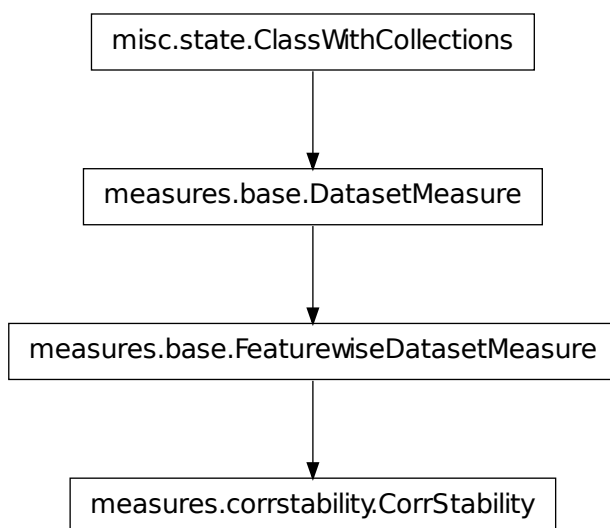 misc.state.ClassWithCollections
measures.base.DatasetMeasure
measures.base.FeaturewiseDatasetMeasure
measures.corrstability.CorrStability